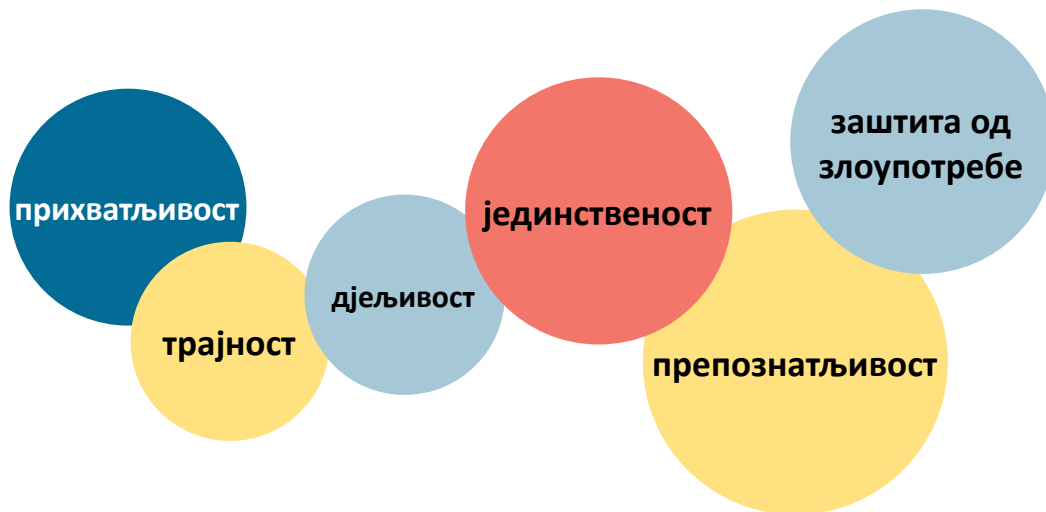 прихватљивост
трајност
дјељивост
јединственост
препознатљивост
заштита од
злоупотребе